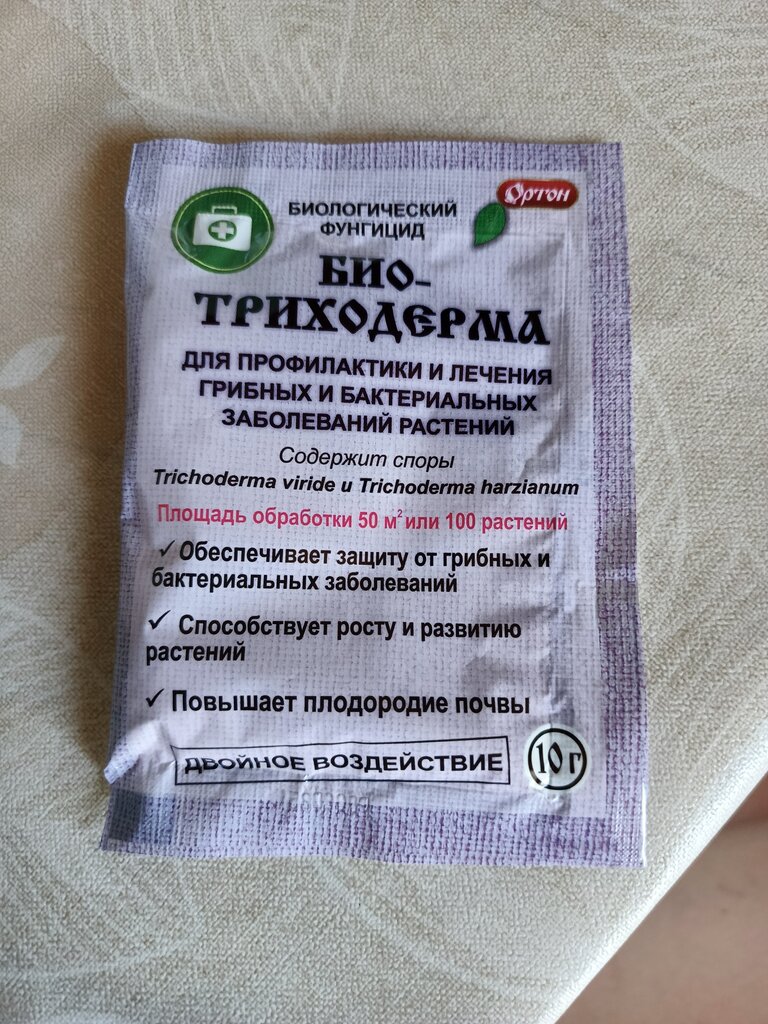 Ортон
БИОЛОГИЧЕСКИЙ
ФУНГИЦИД
БИО-
ТРИХОДЕРМА
ДЛЯ ПРОФИЛАКТИКИ И ЛЕЧЕНИЯ
ГРИБНЫХ И БАКТЕРИАЛЬНЫХ
ЗАБОЛЕВАНИЙ РАСТЕНИЙ
Содержит споры
Trichoderma viride и Trichoderma harzianum
Площадь обработки 50 м² или 100 растений
✓ Обеспечивает защиту от грибных и
бактериальных заболеваний
✓ Способствует росту и развитию
растений
✓ Повышает плодородие почвы
ДВОЙНОЕ ВОЗДЕЙСТВИЕ
10 г